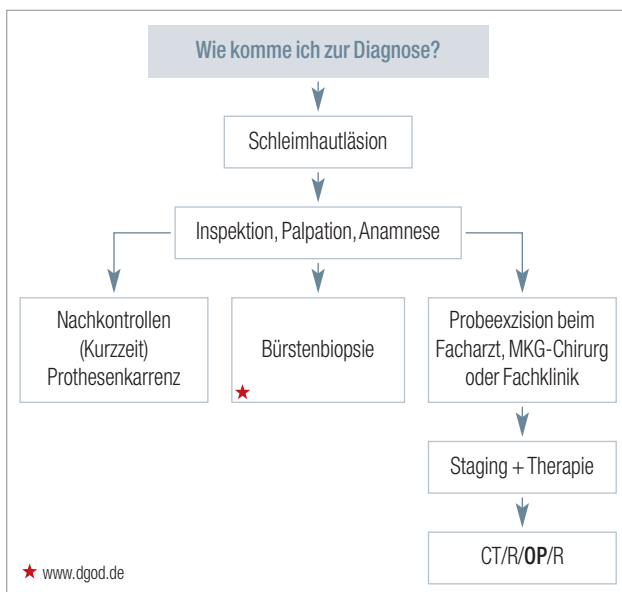 Wie komme ich zur Diagnose?
Schleimhautläsion
Inspektion, Palpation, Anamnese
Nachkontrollen
(Kurzzeit)
Prothesenkarrenz
Bürstenbiopsie
★
Probeexzision beim
Facharzt, MKG-Chirurg
oder Fachklinik
Staging + Therapie
CT/R/OP/R
★ www.dgod.de